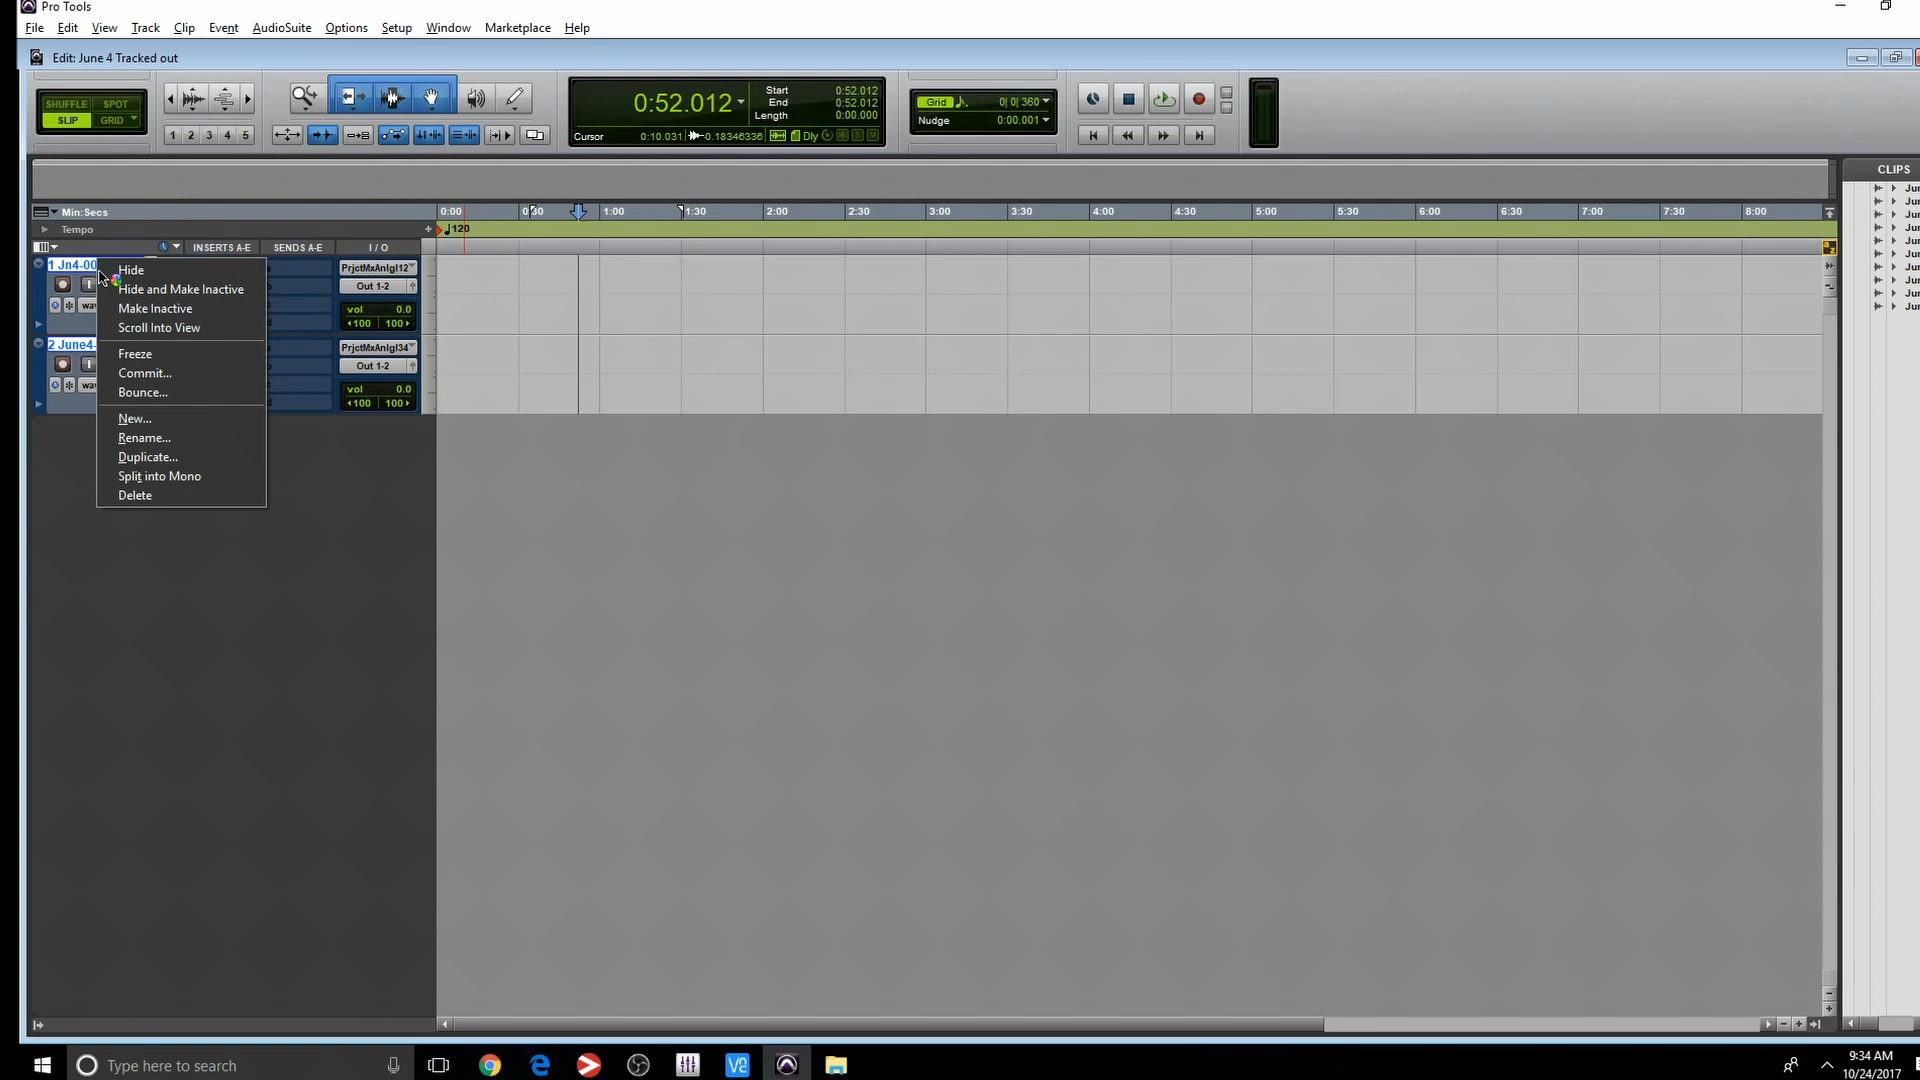 Pro Tools
File Edit View Track Clip Event AudioSuite Options Setup Window Marketplace Help
Edit: June 4 Tracked out
SHUFFLE SPOT
SLIP GRID
1 2 3 4 5
0:52.012
Start 0:52.012
End 0:52.012
Length 0:00.000
Cursor 0:10.031 -0.18346336 Dly
Grid 0| 0| 360
Nudge 0:00.001
CLIPS
Min:Secs
0:00 0:30 1:00 1:30 2:00 2:30 3:00 3:30 4:00 4:30 5:00 5:30 6:00 6:30 7:00 7:30 8:00
Tempo
120
INSERTS A-E SENDS A-E I / O
1 Jn4-00
PrjctMxAnlgI12
Out 1-2
vol 0.0
100 100
2 June4-
PrjctMxAnlgI34
Out 1-2
vol 0.0
100 100
Hide
Hide and Make Inactive
Make Inactive
Scroll Into View
Freeze
Commit...
Bounce...
New...
Rename...
Duplicate...
Split into Mono
Delete
Type here to search
9:34 AM
10/24/2017